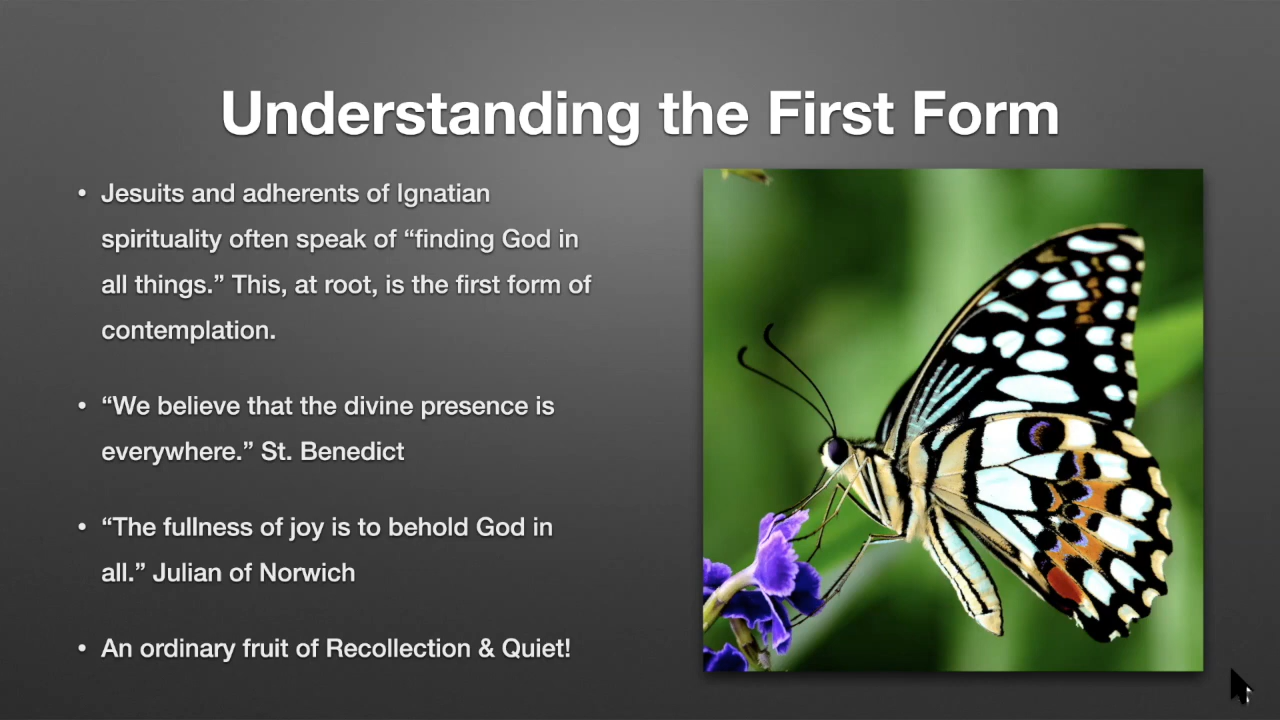 Understanding the First Form
• Jesuits and adherents of Ignatian
spirituality often speak of “finding God in
all things.” This, at root, is the first form of
contemplation.
• “We believe that the divine presence is
everywhere.” St. Benedict
• “The fullness of joy is to behold God in
all.” Julian of Norwich
• An ordinary fruit of Recollection & Quiet!